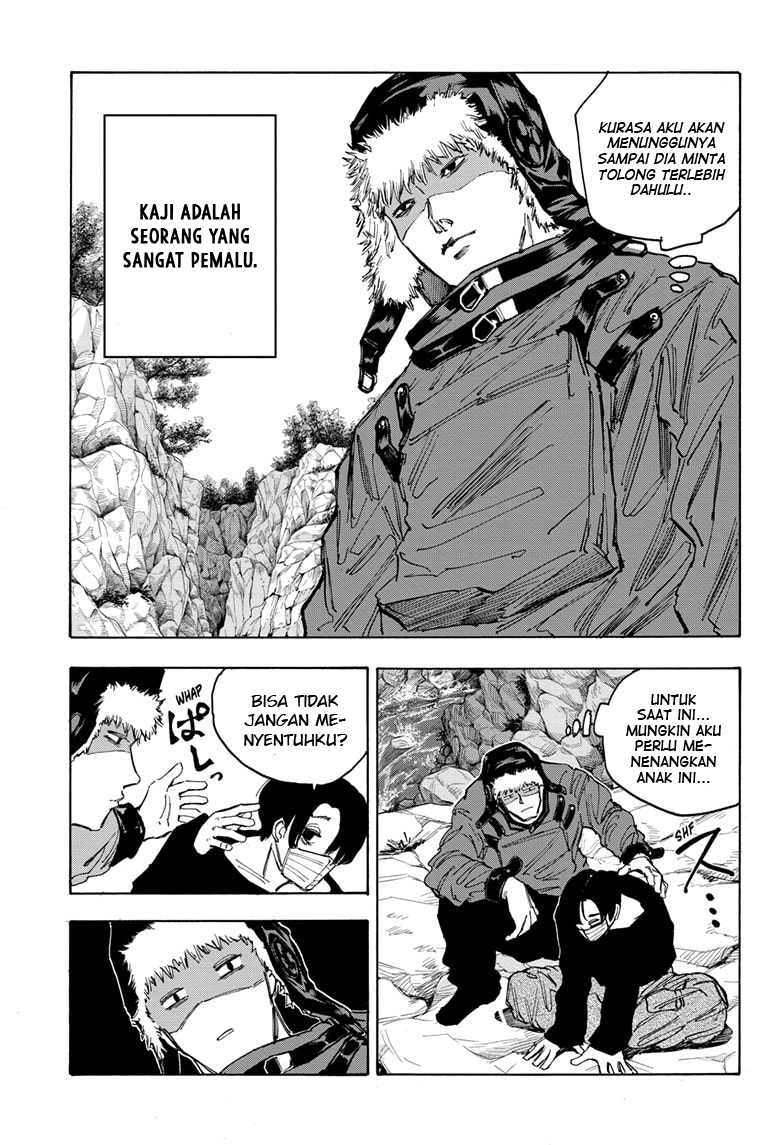 KURASA AKU AKAN
MENUNGGUNYA
SAMPAI DIA MINTA
TOLONG TERLEBIH
DAHULU..
KAJI ADALAH
SEORANG YANG
SANGAT PEMALU.
UNTUK
SAAT INI...
MUNGKIN AKU
PERLU ME-
NENANGKAN
ANAK INI...
SHF
ス
...
BISA TIDAK
JANGAN ME-
NYENTUHKU?
WHAP
ぱしっ